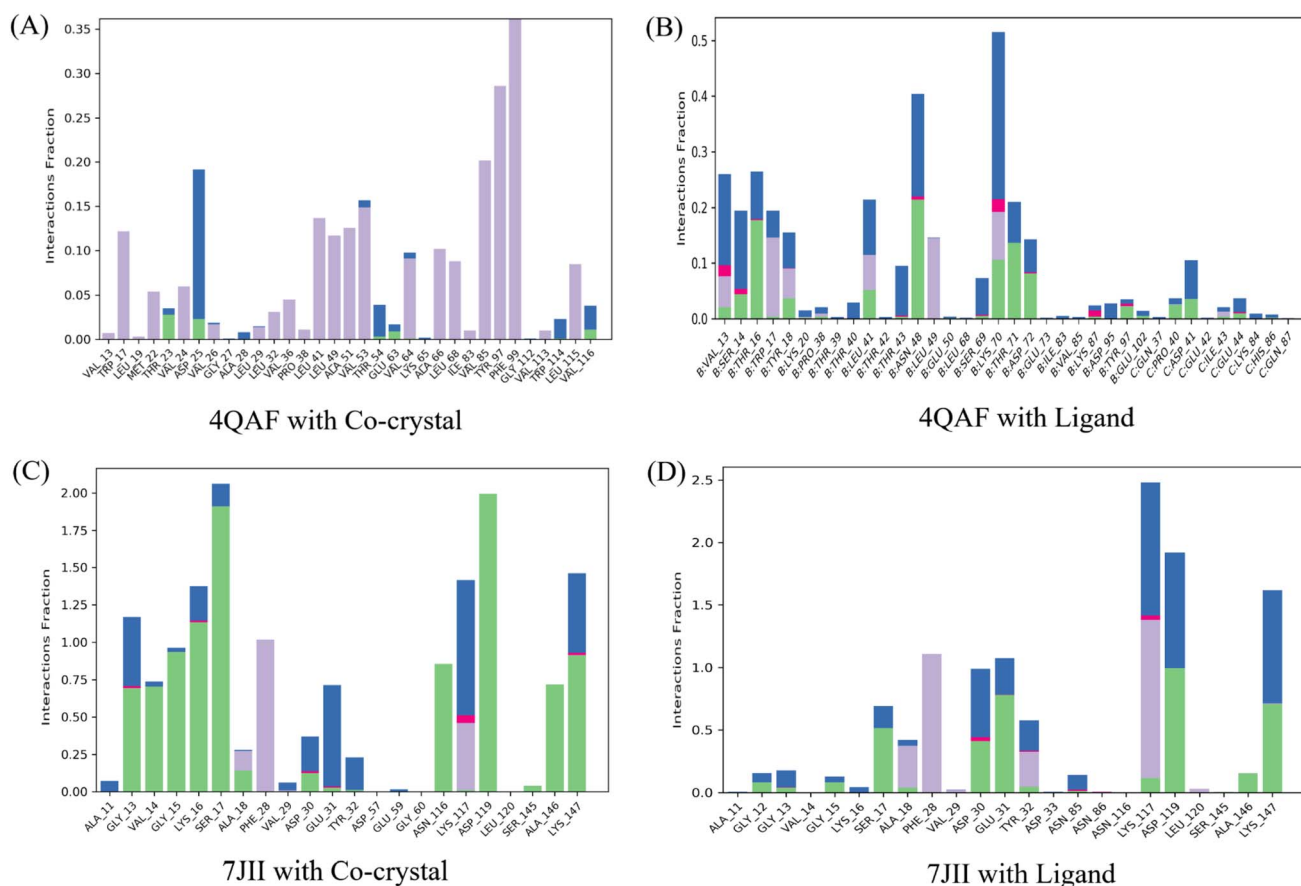 (A)
Interactions Fraction
0.35
0.30
0.25
0.20
0.15
0.10
0.05
0.00
VAL_13
TRP_17
LEU_19
MET_22
THR_23
VAL_24
ASP_25
VAL_26
GLY_27
ACA_28
LEU_29
LEU_32
VAL_36
PRO_38
LEU_41
LEU_49
ACA_51
VAL_53
THR_54
GLU_63
VAL_64
LYS_65
ACA_66
LEU_68
ILE_83
VAL_85
TYR_97
PHE_99
GLY_112
VAL_113
TRP_114
LEU_115
VAL_116
4QAF with Co-crystal
(B)
Interactions Fraction
0.5
0.4
0.3
0.2
0.1
0.0
B:VAL_13
B:SER_14
B:THR_16
B:TRP_17
B:TYR_18
B:LYS_20
B:PRO_38
B:THR_39
B:THR_40
B:LEU_41
B:THR_42
B:THR_43
B:ASN_48
B:LEU_49
B:GLU_50
B:LEU_68
B:SER_69
B:LYS_70
B:THR_71
B:ASP_72
B:GLU_73
B:ILE_83
B:VAL_85
B:LYS_87
B:ASP_95
B:TYR_97
B:GLU_102
C:GLN_37
C:PRO_40
C:ASP_41
C:GLU_42
C:ILE_43
C:GLU_44
C:LYS_84
C:HIS_86
C:GLN_87
4QAF with Ligand
(C)
Interactions Fraction
2.00
1.75
1.50
1.25
1.00
0.75
0.50
0.25
0.00
ALA_11
GLY_13
VAL_14
GLY_15
LYS_16
SER_17
ALA_18
PHE_28
VAL_29
ASP_30
GLU_31
TYR_32
ASP_57
GLU_59
GLY_60
ASN_116
LYS_117
ASP_119
LEU_120
SER_145
ALA_146
LYS_147
7JII with Co-crystal
(D)
Interactions Fraction
2.5
2.0
1.5
1.0
0.5
0.0
ALA_11
GLY_12
GLY_13
VAL_14
GLY_15
LYS_16
SER_17
ALA_18
PHE_28
VAL_29
ASP_30
GLU_31
TYR_32
ASP_33
ASN_85
ASN_86
ASN_116
LYS_117
ASP_119
LEU_120
SER_145
ALA_146
LYS_147
7JII with Ligand